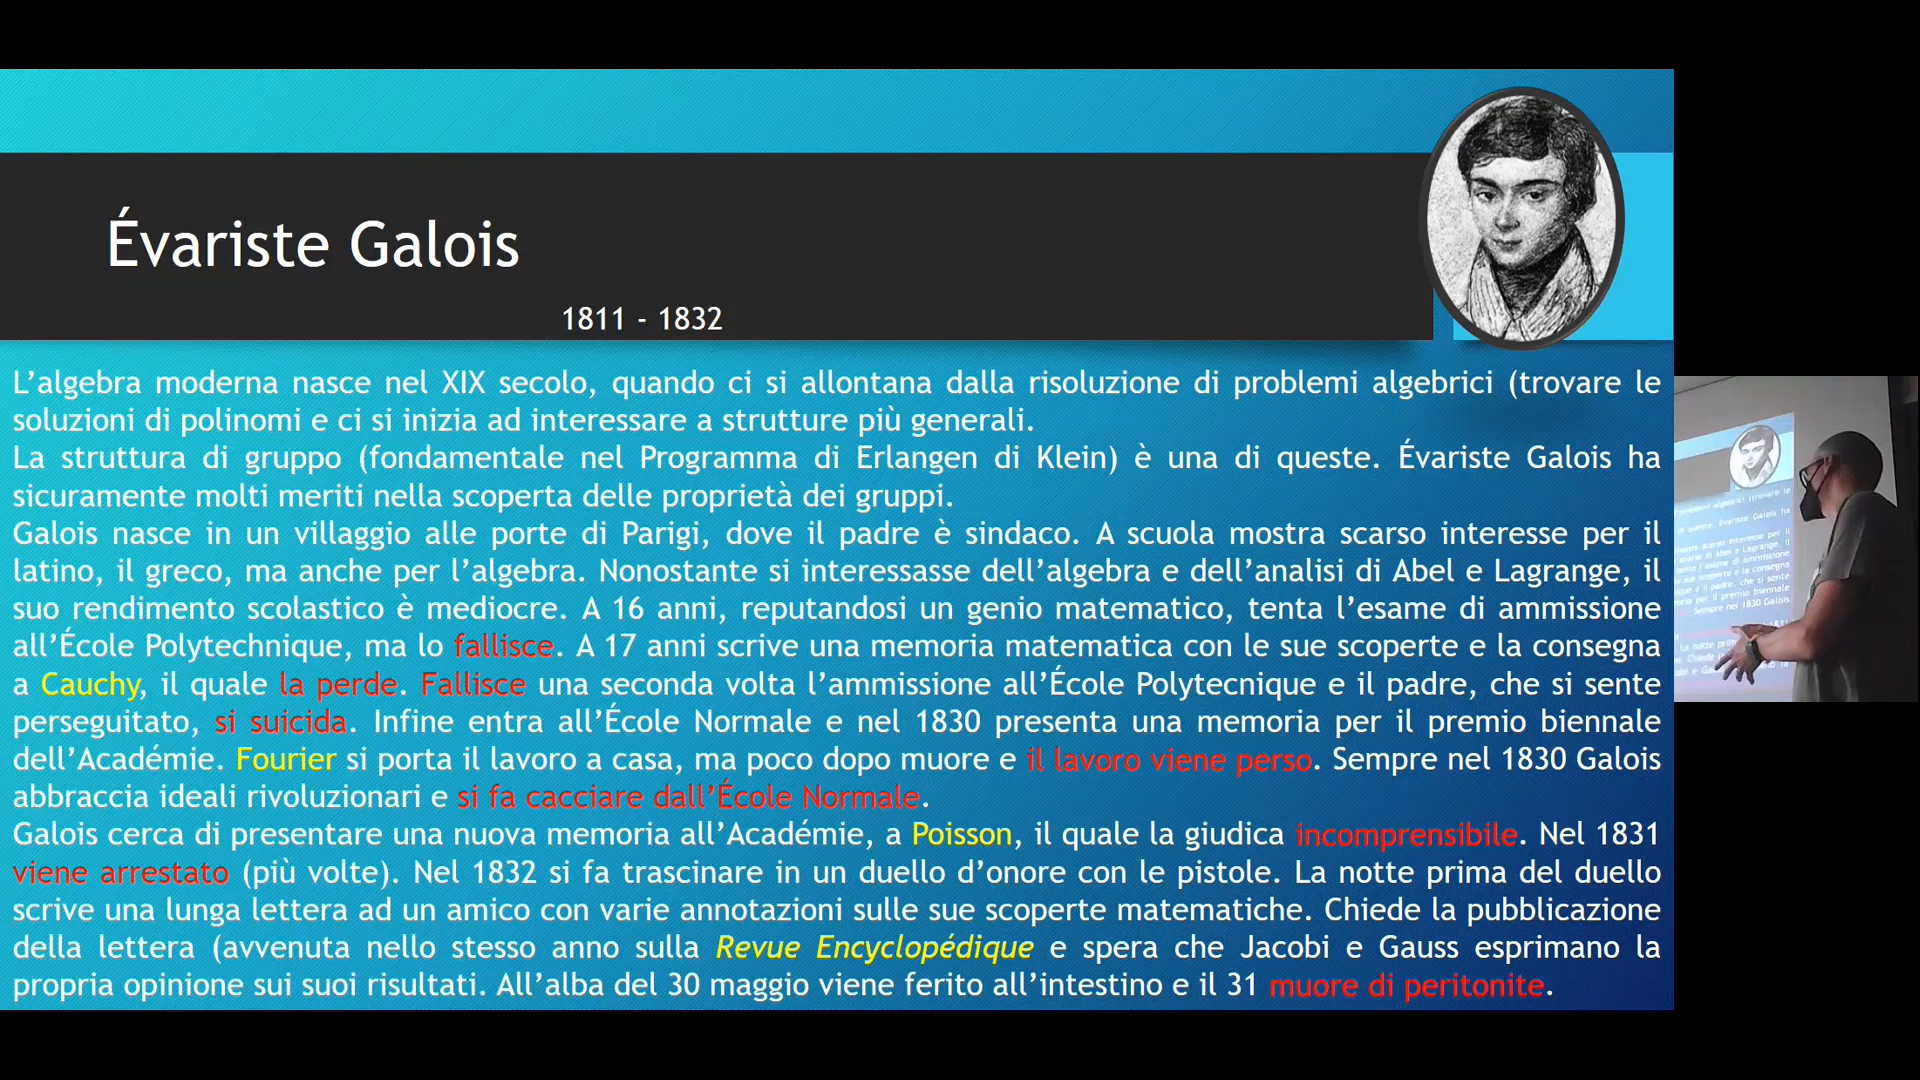 Évariste Galois
1811 - 1832
L’algebra moderna nasce nel XIX secolo, quando ci si allontana dalla risoluzione di problemi algebrici (trovare le
soluzioni di polinomi e ci si inizia ad interessare a strutture più generali.
La struttura di gruppo (fondamentale nel Programma di Erlangen di Klein) è una di queste. Évariste Galois ha
sicuramente molti meriti nella scoperta delle proprietà dei gruppi.
Galois nasce in un villaggio alle porte di Parigi, dove il padre è sindaco. A scuola mostra scarso interesse per il
latino, il greco, ma anche per l’algebra. Nonostante si interessasse dell’algebra e dell’analisi di Abel e Lagrange, il
suo rendimento scolastico è mediocre. A 16 anni, reputandosi un genio matematico, tenta l’esame di ammissione
all’École Polytechnique, ma lo fallisce. A 17 anni scrive una memoria matematica con le sue scoperte e la consegna
a Cauchy, il quale la perde. Fallisce una seconda volta l’ammissione all’École Polytecnique e il padre, che si sente
perseguitato, si suicida. Infine entra all’École Normale e nel 1830 presenta una memoria per il premio biennale
dell’Académie. Fourier si porta il lavoro a casa, ma poco dopo muore e il lavoro viene perso. Sempre nel 1830 Galois
abbraccia ideali rivoluzionari e si fa cacciare dall’École Normale.
Galois cerca di presentare una nuova memoria all’Académie, a Poisson, il quale la giudica incomprensibile. Nel 1831
viene arrestato (più volte). Nel 1832 si fa trascinare in un duello d’onore con le pistole. La notte prima del duello
scrive una lunga lettera ad un amico con varie annotazioni sulle sue scoperte matematiche. Chiede la pubblicazione
della lettera (avvenuta nello stesso anno sulla Revue Encyclopédique e spera che Jacobi e Gauss esprimano la
propria opinione sui suoi risultati. All’alba del 30 maggio viene ferito all’intestino e il 31 muore di peritonite.